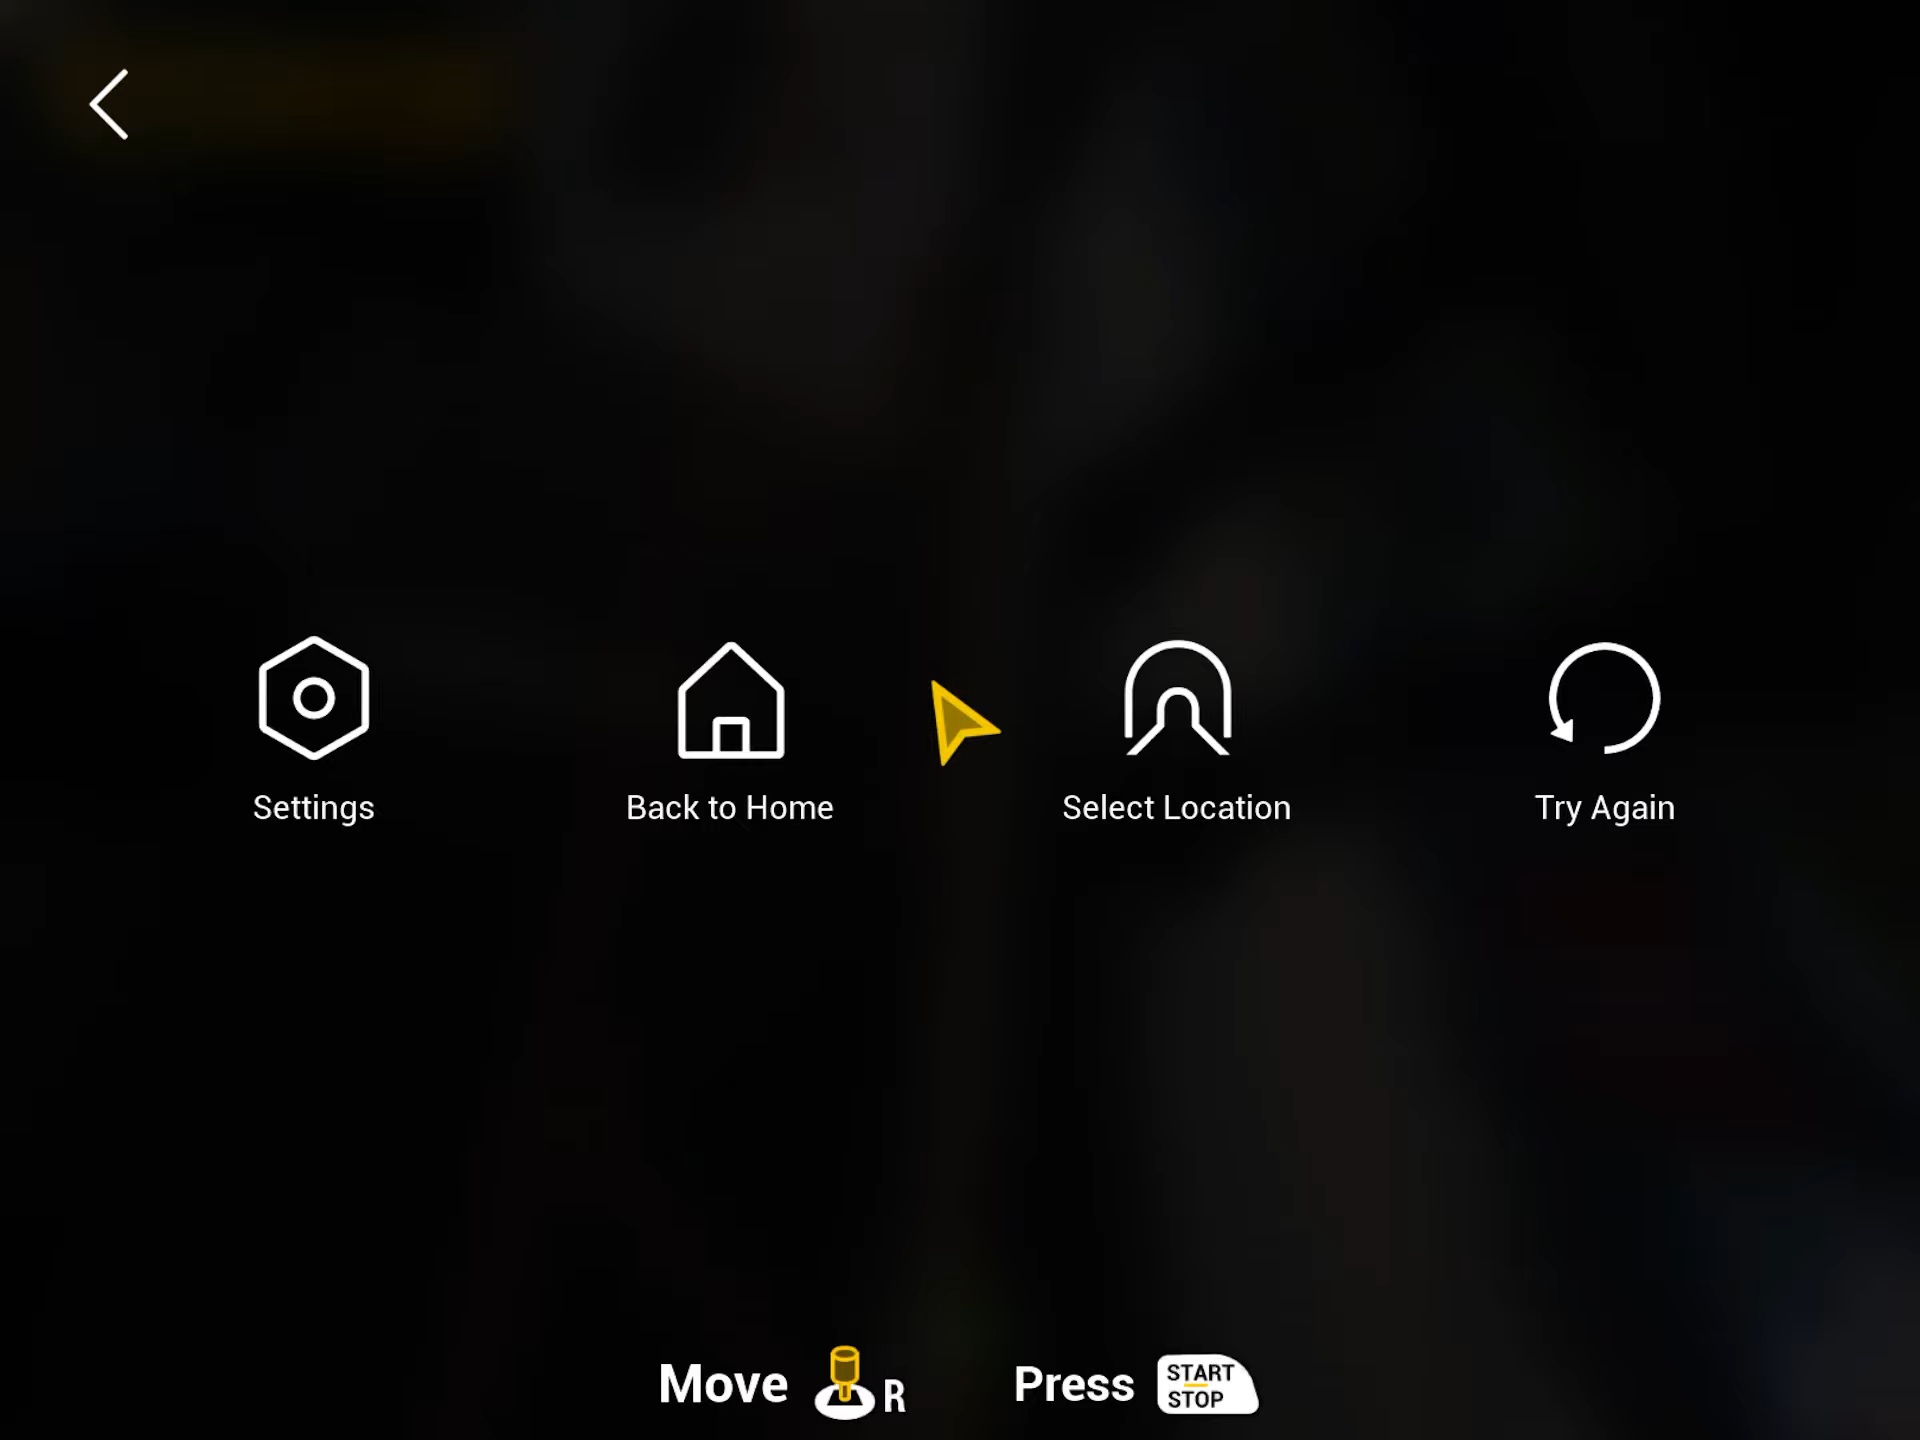 Settings
Back to Home
Select Location
Try Again
Move R Press START
STOP